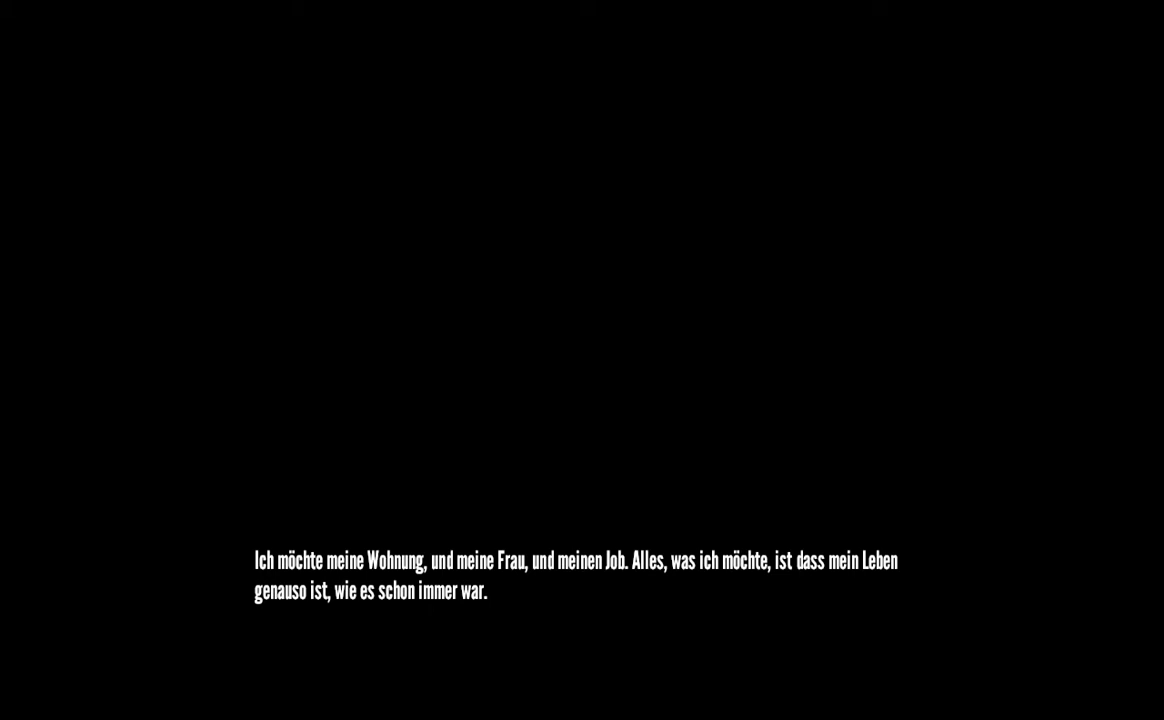 Ich möchte meine Wohnung, und meine Frau, und meinen Job. Alles, was ich möchte, ist dass mein Leben
genauso ist, wie es schon immer war.